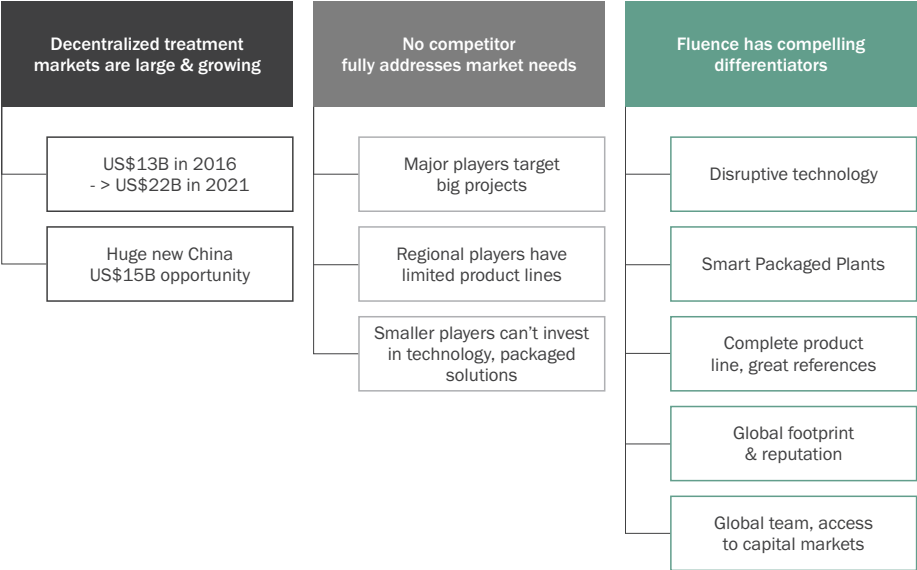 Decentralized treatment
markets are large & growing
US$13B in 2016
- > US$22B in 2021
Huge new China
US$15B opportunity
No competitor
fully addresses market needs
Major players target
big projects
Regional players have
limited product lines
Smaller players can't invest
in technology, packaged
solutions
Fluence has compelling
differentiators
Disruptive technology
Smart Packaged Plants
Complete product
line, great references
Global footprint
& reputation
Global team, access
to capital markets